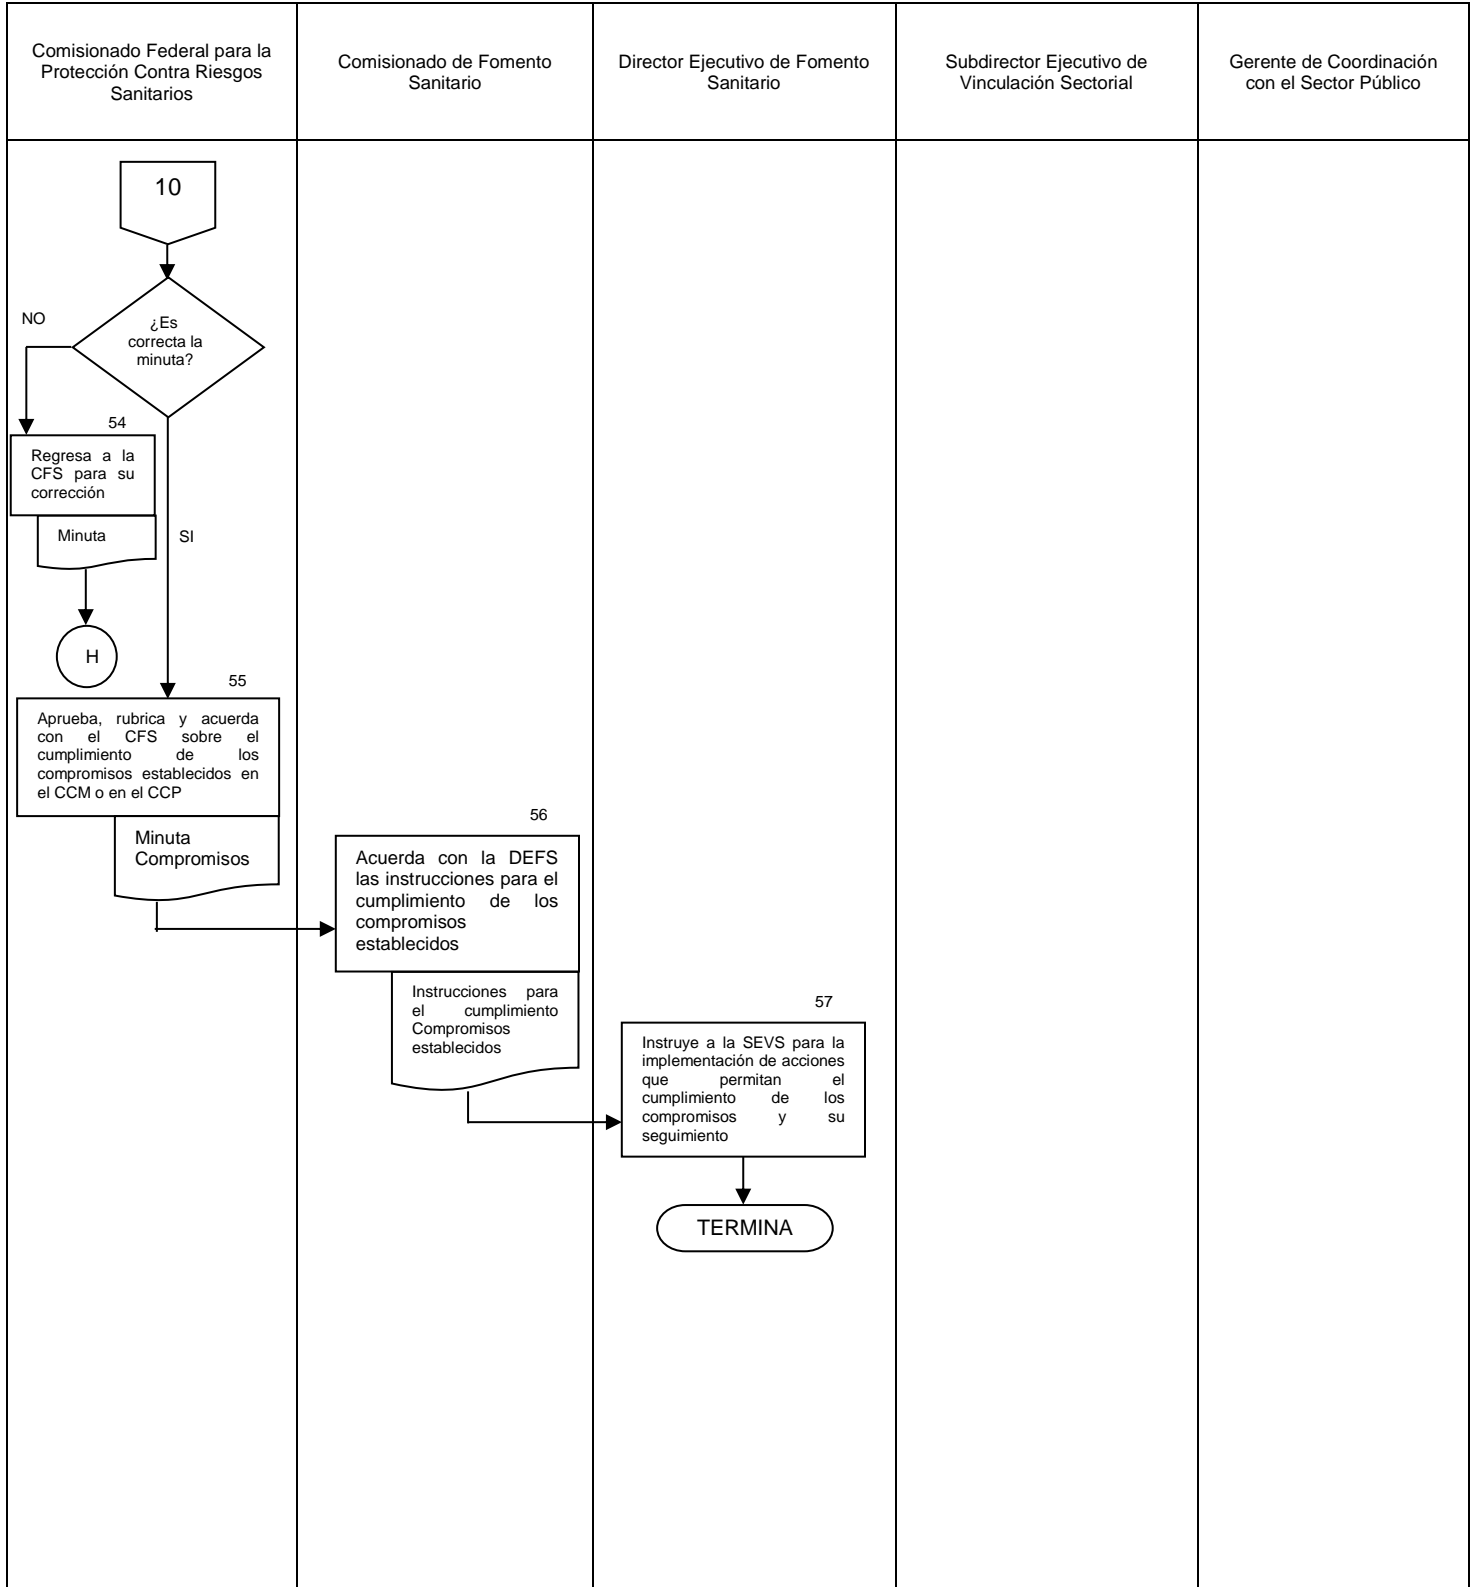 Comisionado Federal para la
Protección Contra Riesgos
Sanitarios
Comisionado de Fomento
Sanitario
Director Ejecutivo de Fomento
Sanitario
Subdirector Ejecutivo de
Vinculación Sectorial
Gerente de Coordinación
con el Sector Público
10
¿Es
correcta la
minuta?
NO
54
Regresa a la
CFS para su
corrección
Minuta
SI
H
55
Aprueba, rubrica y acuerda
con el CFS sobre el
cumplimiento de los
compromisos establecidos en
el CCM o en el CCP
Minuta
Compromisos
56
Acuerda con la DEFS
las instrucciones para el
cumplimiento de los
compromisos
establecidos
Instrucciones para
el cumplimiento
Compromisos
establecidos
57
Instruye a la SEVS para la
implementación de acciones
que permitan el
cumplimiento de los
compromisos y su
seguimiento
TERMINA